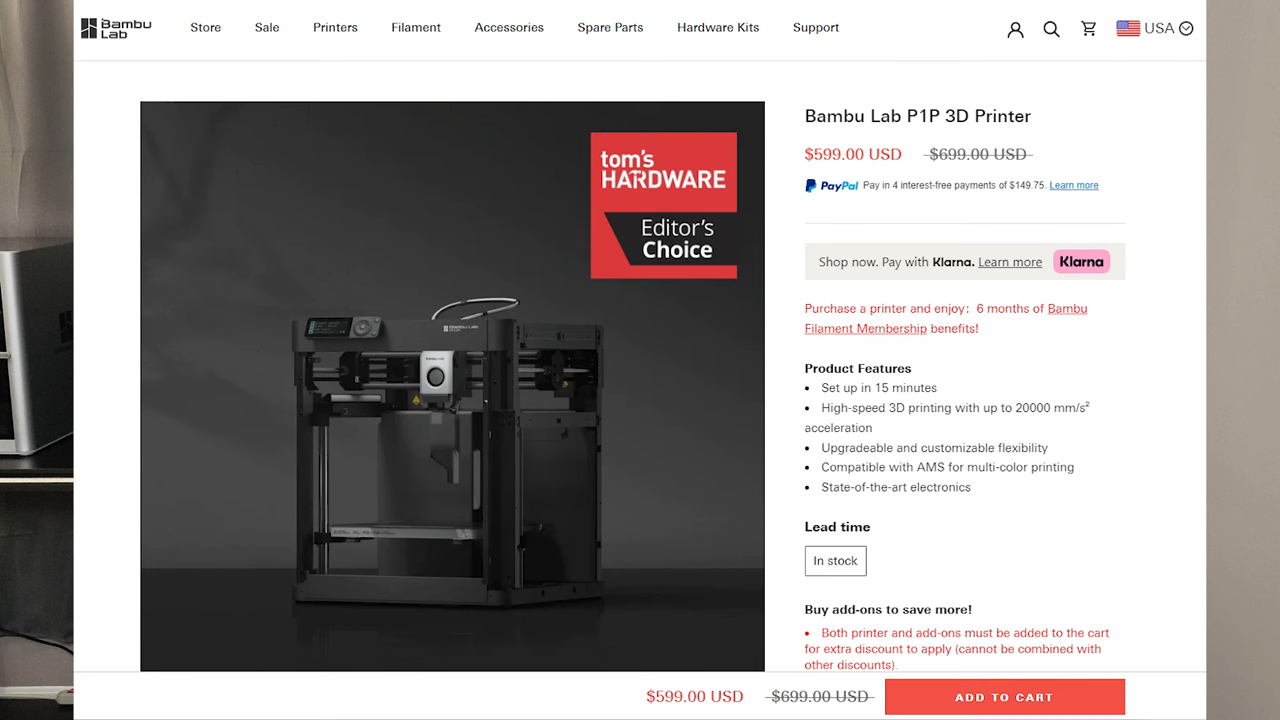 Bambu Lab
Store Sale Printers Filament Accessories Spare Parts Hardware Kits Support
USA
tom's
HARDWARE
Editor's
Choice
BAMBU LAB
Bambu Lab P1P 3D Printer
$599.00 USD $699.00 USD
PayPal Pay in 4 interest-free payments of $149.75. Learn more
Shop now. Pay with Klarna. Learn more Klarna
Purchase a printer and enjoy: 6 months of Bambu
Filament Membership benefits!
Product Features
• Set up in 15 minutes
• High-speed 3D printing with up to 20000 mm/s²
acceleration
• Upgradeable and customizable flexibility
• Compatible with AMS for multi-color printing
• State-of-the-art electronics
Lead time
In stock
Buy add-ons to save more!
• Both printer and add-ons must be added to the cart
for extra discount to apply (cannot be combined with
other discounts).
$599.00 USD $699.00 USD ADD TO CART